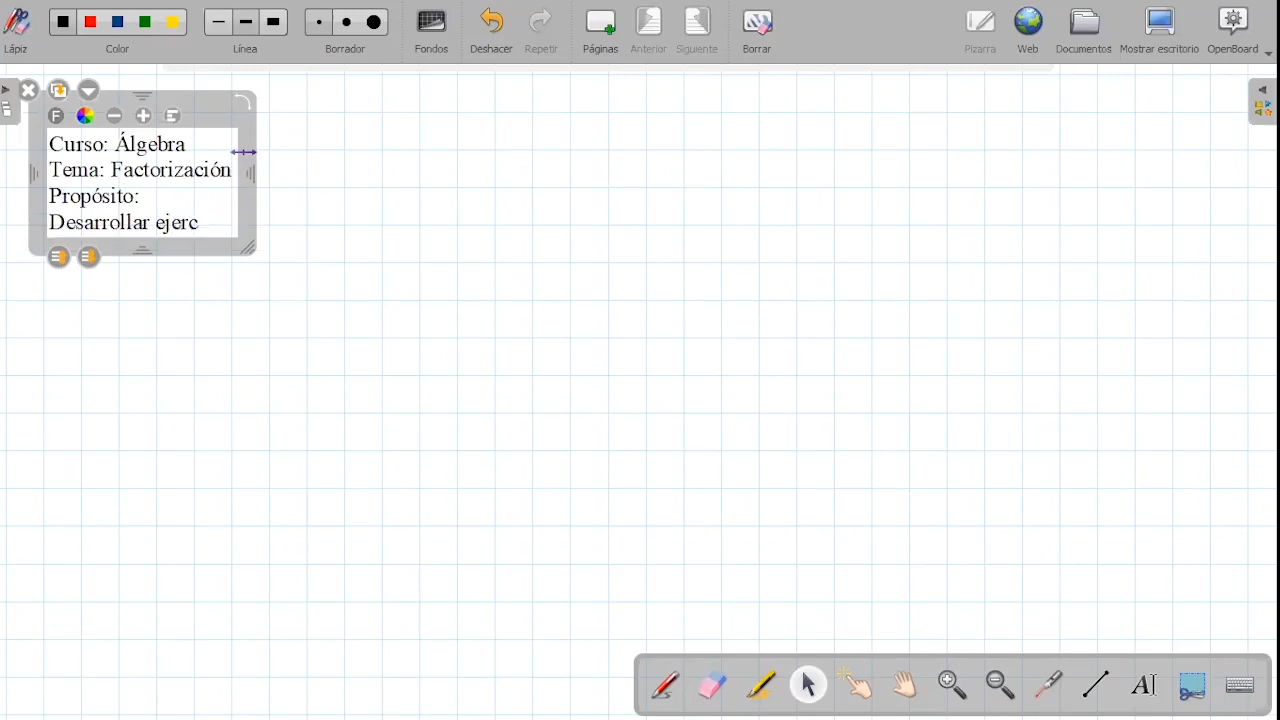 Lápiz
Color
Línea
Borrador
Fondos
Deshacer
Repetir
Páginas
Anterior
Siguiente
Borrar
Pizarra
Web
Documentos
Mostrar escritorio
OpenBoard
F
Curso: Álgebra
Tema: Factorización
Propósito:
Desarrollar ejerc
AI